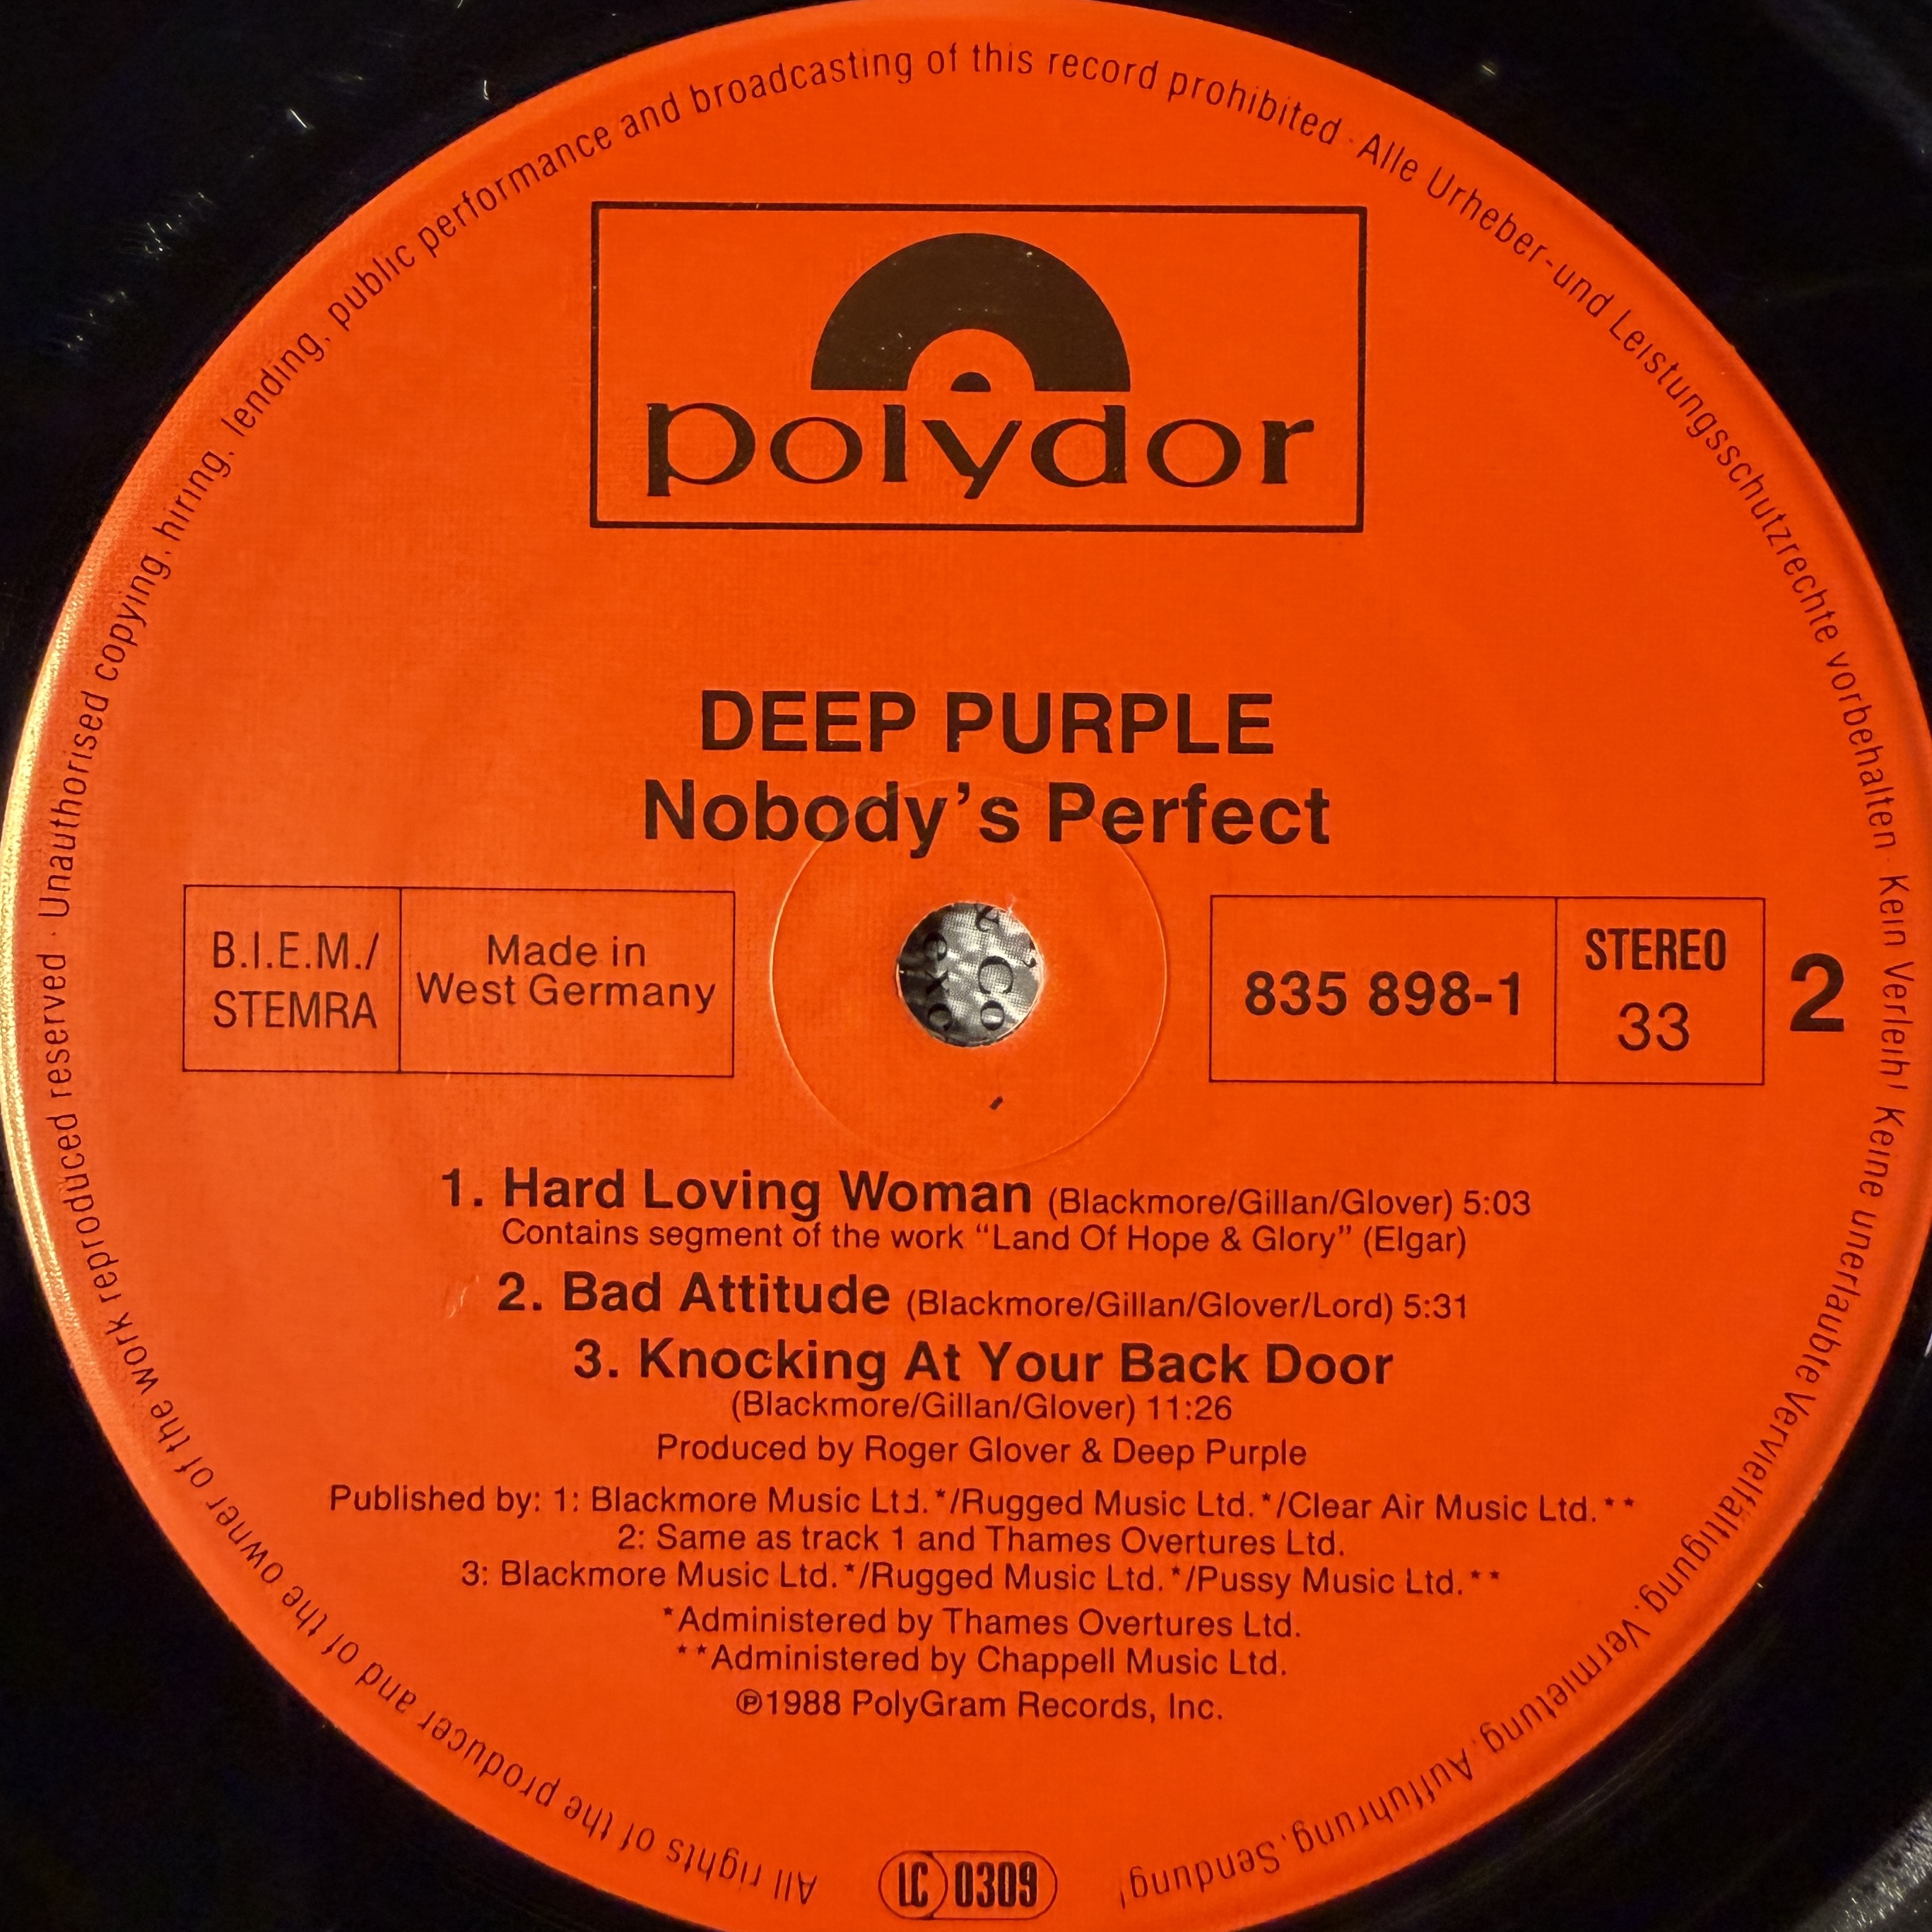 polydor
DEEP PURPLE
Nobody's Perfect
B.I.E.M./
STEMRA
Made in
West Germany
835 898-1
STEREO
33
2
1. Hard Loving Woman (Blackmore/Gillan/Glover) 5:03
Contains segment of the work “Land Of Hope & Glory” (Elgar)
2. Bad Attitude (Blackmore/Gillan/Glover/Lord) 5:31
3. Knocking At Your Back Door
(Blackmore/Gillan/Glover) 11:26
Produced by Roger Glover & Deep Purple
Published by: 1: Blackmore Music Ltd.*/Rugged Music Ltd.*/Clear Air Music Ltd.**
2: Same as track 1 and Thames Overtures Ltd.
3: Blackmore Music Ltd.*/Rugged Music Ltd.*/Pussy Music Ltd.**
*Administered by Thames Overtures Ltd.
**Administered by Chappell Music Ltd.
℗1988 PolyGram Records, Inc.
LC 0309
All rights of the producer and of the owner of the work reproduced reserved · Unauthorised copying, hiring, lending, public performance and broadcasting of this record prohibited · Alle Urheber-und Leistungsschutzrechte vorbehalten · Kein Verleih! Keine unerlaubte Vervielfältigung, Vermietung, Aufführung, Sendung!